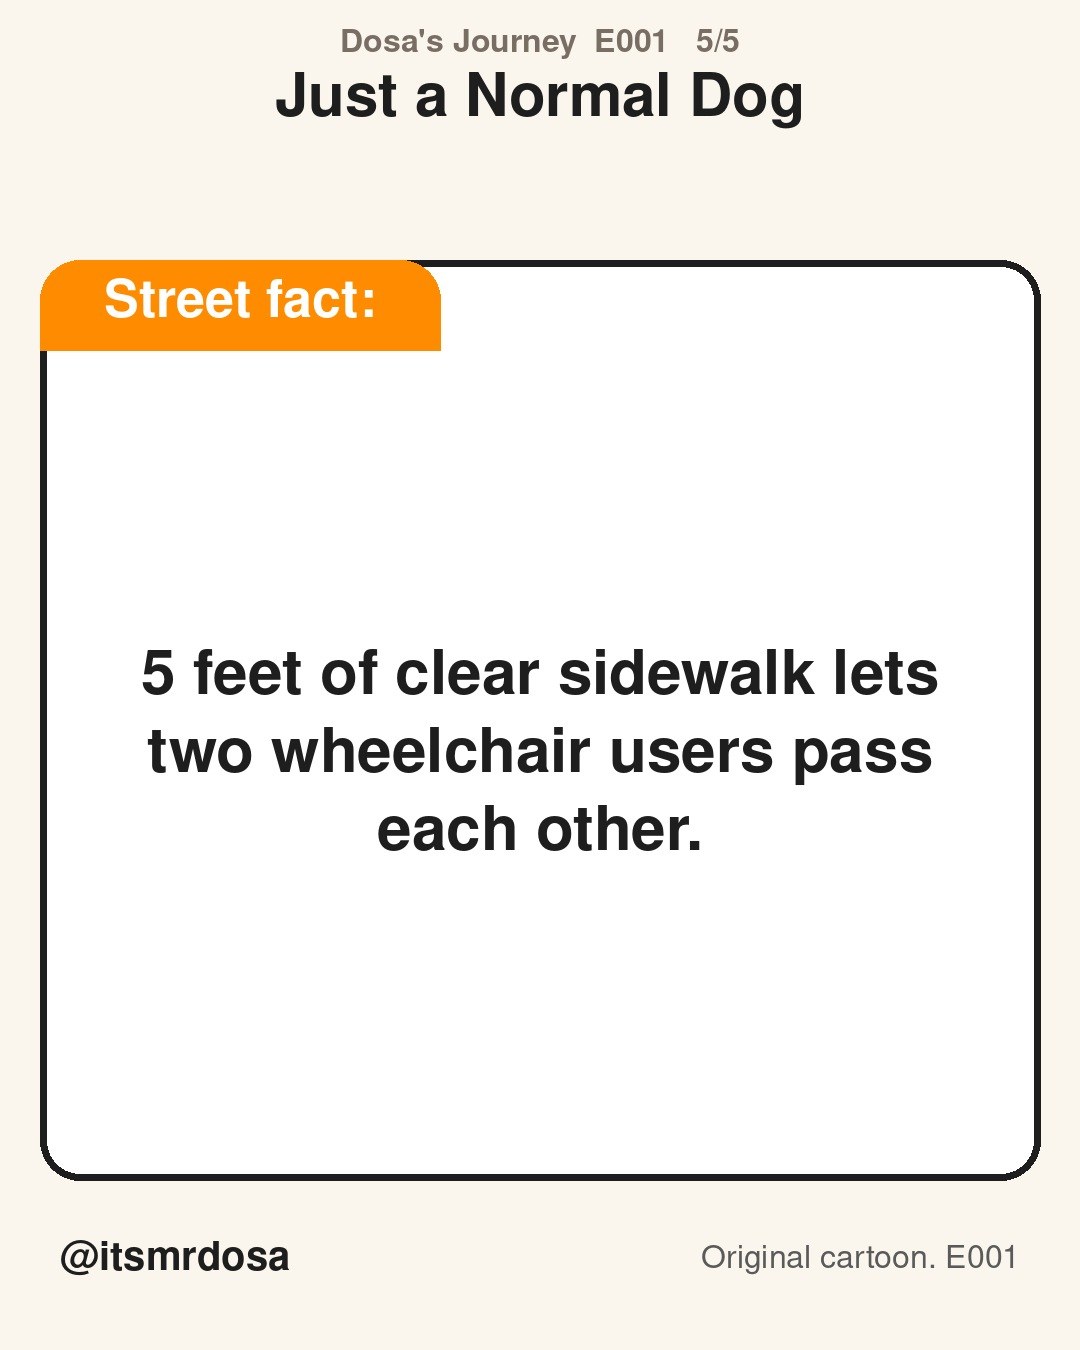 Dosa's Journey  E001   5/5
Just a Normal Dog
Street fact:
5 feet of clear sidewalk lets
two wheelchair users pass
each other.
@itsmrdosa
Original cartoon. E001